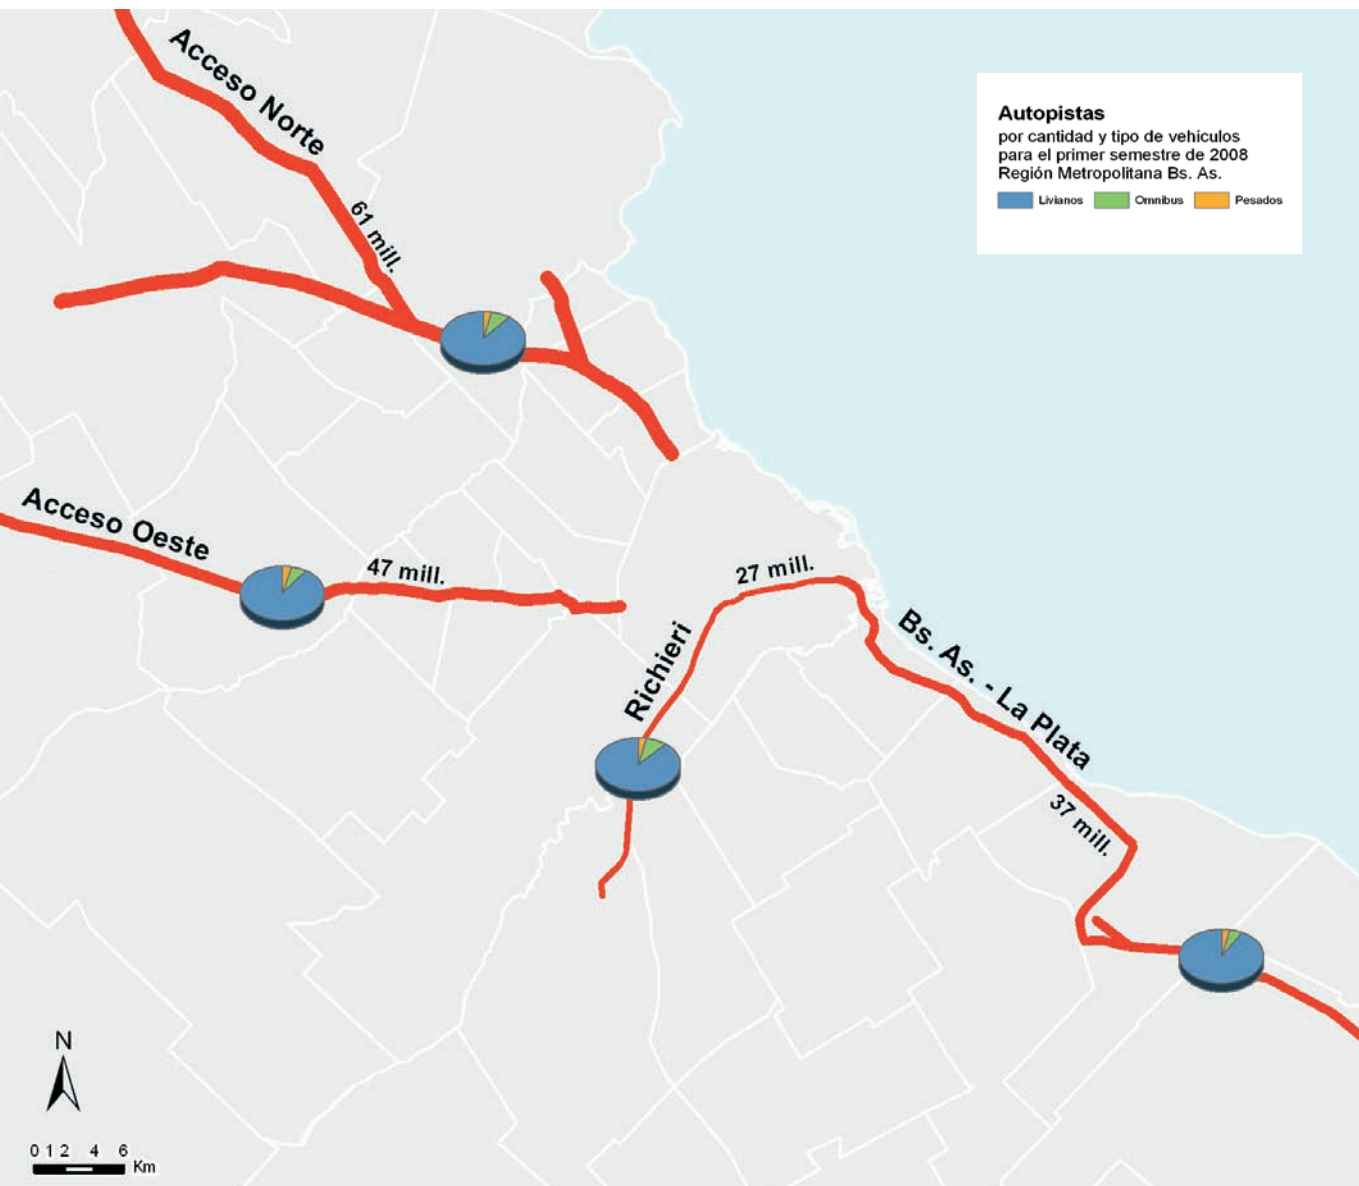 Acceso Norte
61 mill.
Autopistas
por cantidad y tipo de vehiculos
para el primer semestre de 2008
Región Metropolitana Bs. As.
Livianos Omnibus Pesados
Acceso Oeste
47 mill.
27 mill.
Richieri
Bs. As. - La Plata
37 mill.
N
0 1 2 4 6
Km